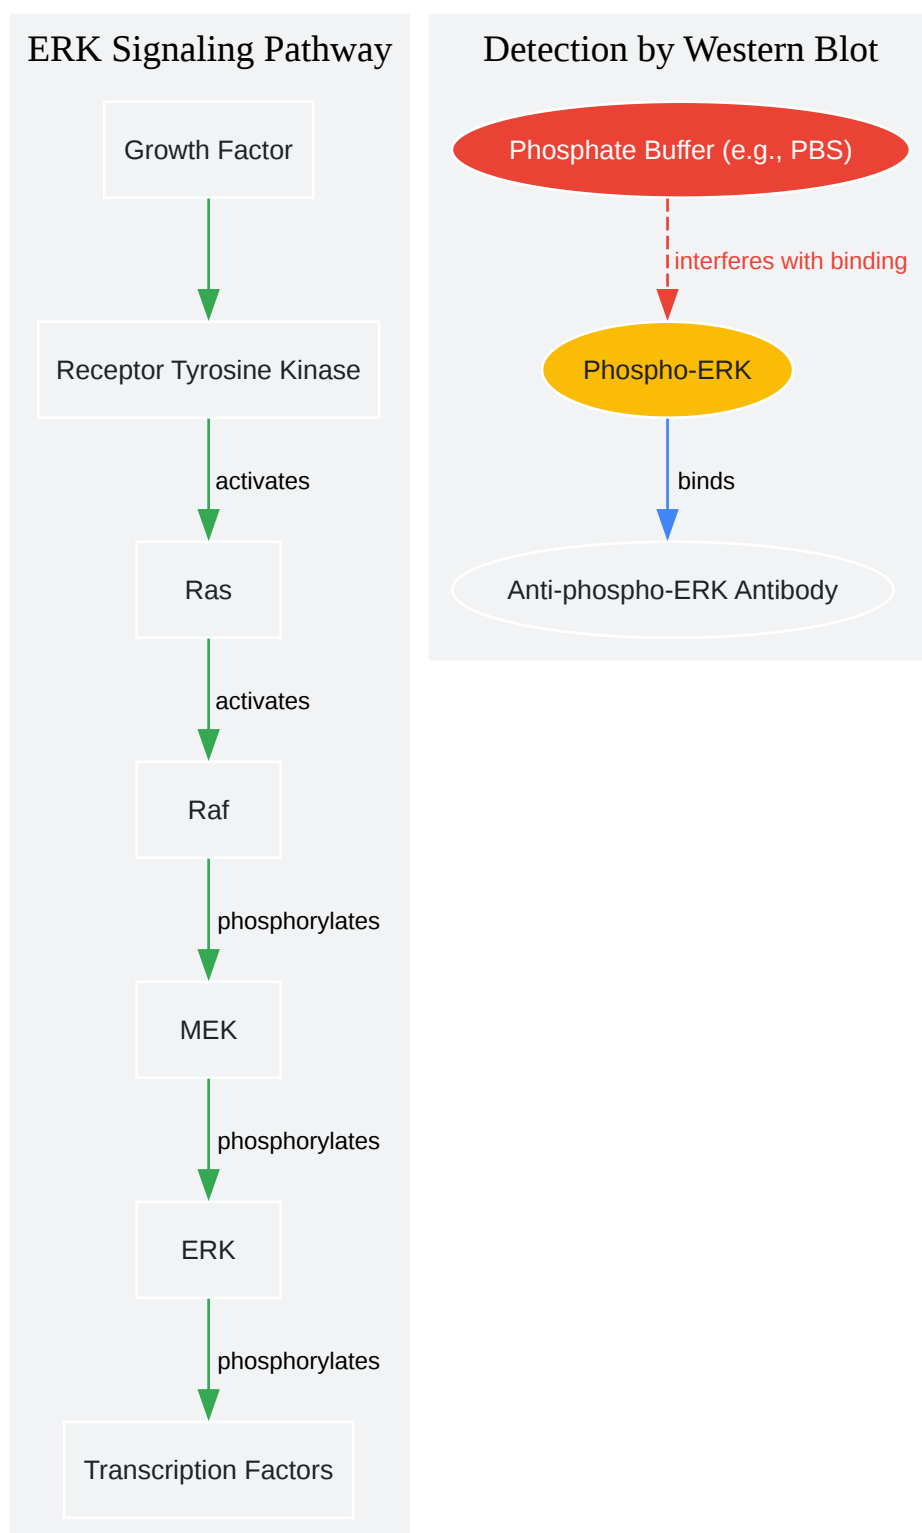 ERK Signaling Pathway
Growth Factor
Receptor Tyrosine Kinase
activates
Ras
activates
Raf
phosphorylates
MEK
phosphorylates
ERK
phosphorylates
Transcription Factors
Detection by Western Blot
Phosphate Buffer (e.g., PBS)
interferes with binding
Phospho-ERK
binds
Anti-phospho-ERK Antibody